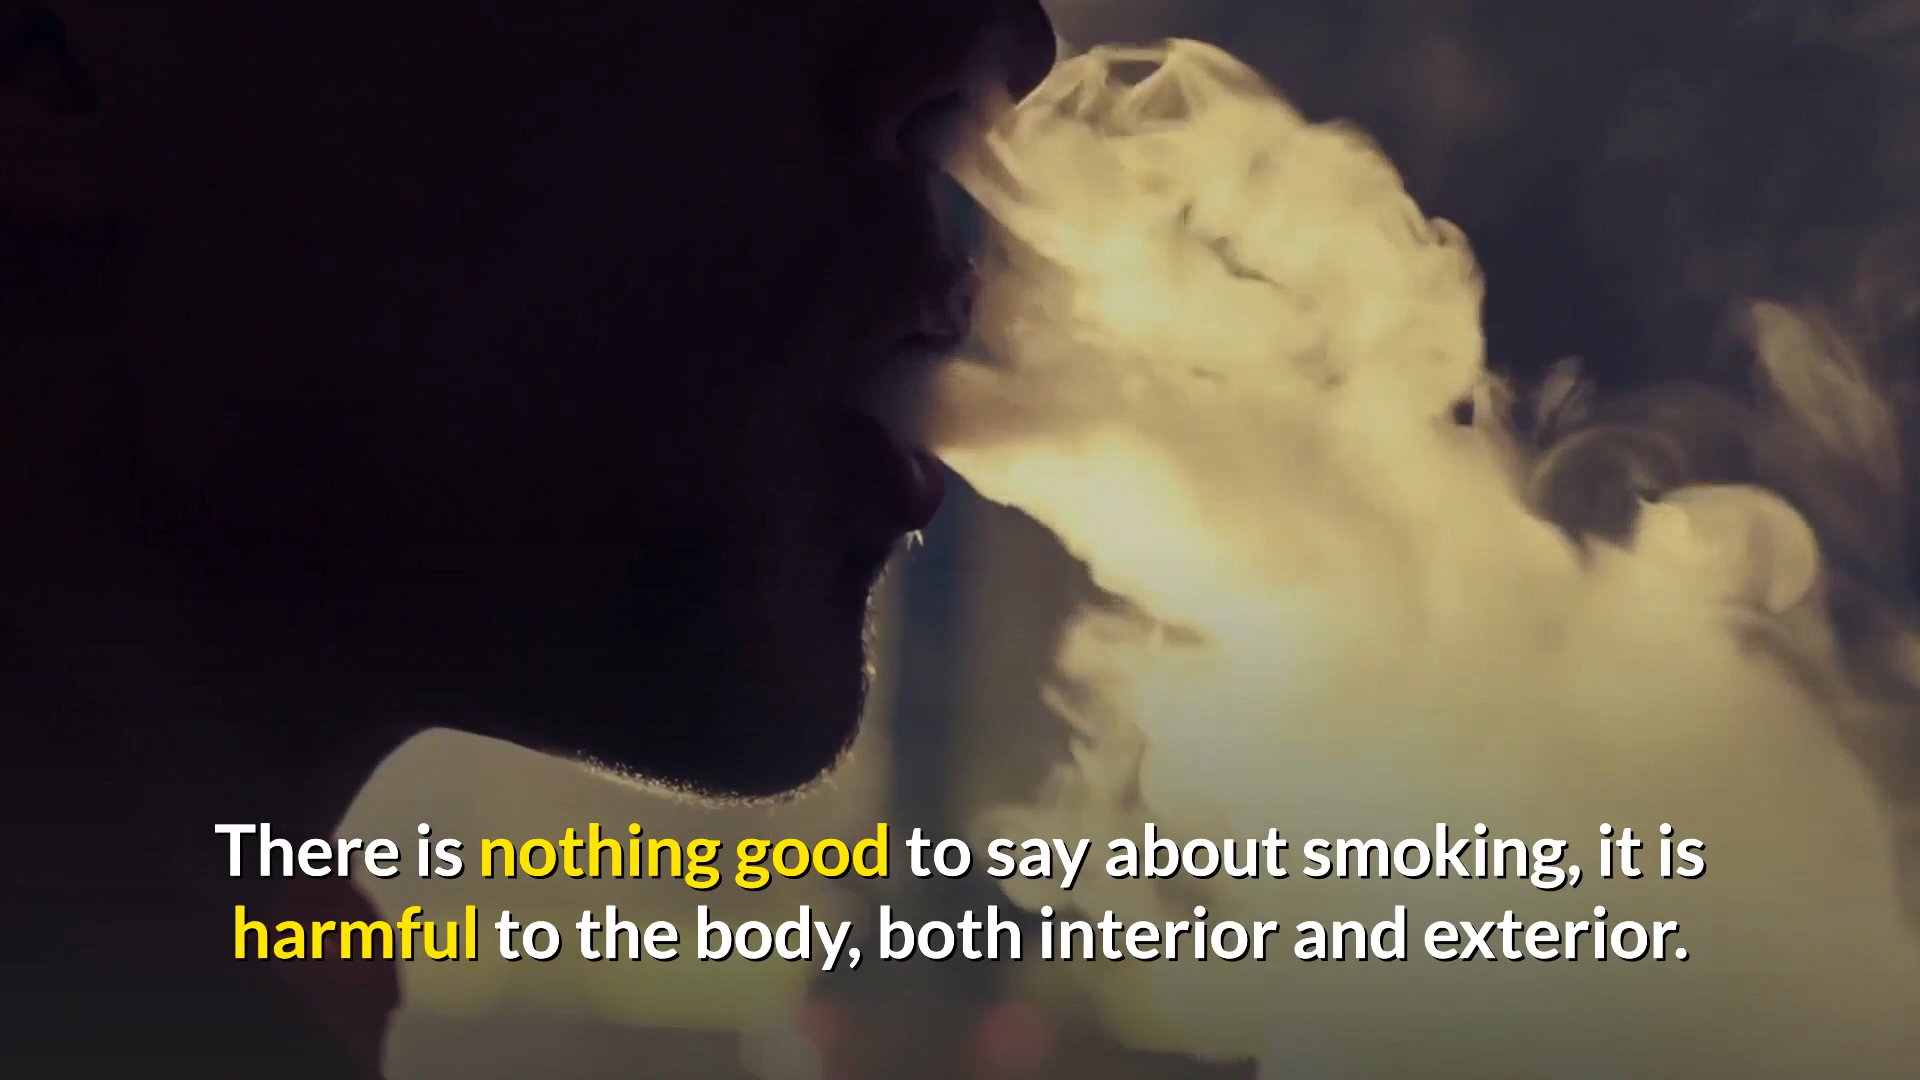 There is nothing good to say about smoking, it is
harmful to the body, both interior and exterior.